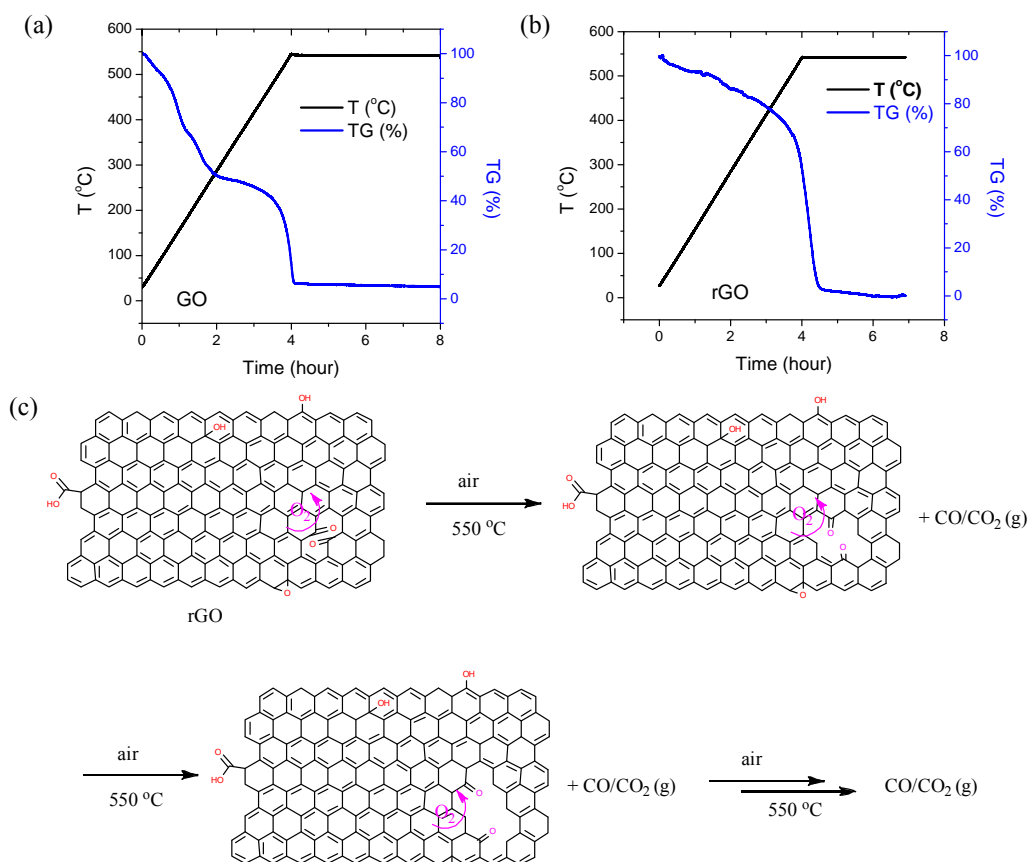 (a)
600
500
400
300
200
100
0
T (°C)
T (°C)
TG (%)
GO
100
80
60
40
20
0
TG (%)
0 2 4 6 8
Time (hour)
(b)
600
500
400
300
200
100
0
T (°C)
T (°C)
TG (%)
rGO
100
80
60
40
20
0
TG (%)
0 2 4 6 8
Time (hour)
(c)
OH
OH
O
HO
O₂
O
O
O
rGO
air
550 °C
OH
OH
O
HO
O₂
O
O
O
+ CO/CO₂ (g)
air
550 °C
OH
OH
O
HO
O₂
O
O
+ CO/CO₂ (g)
air
550 °C
CO/CO₂ (g)